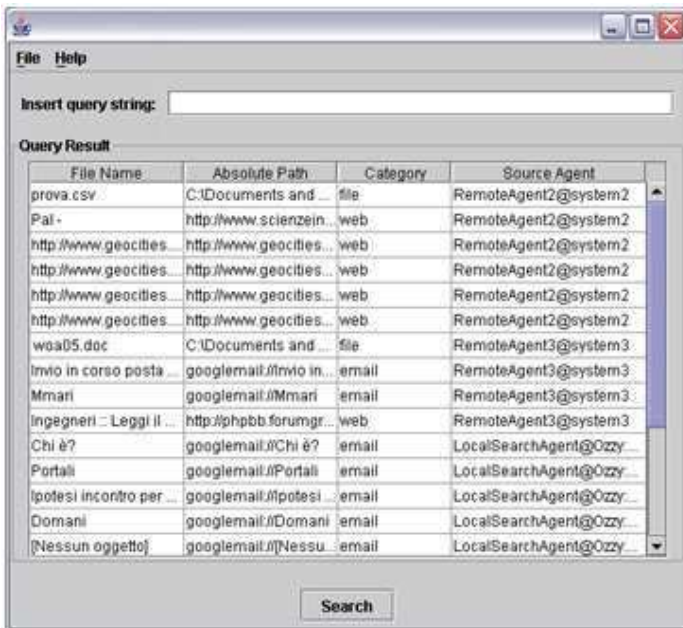 File Help
Insert query string:
Query Result
File Name Absolute Path Category Source Agent
prova.csv C:\Documents and ... file RemoteAgent2@system2
Pal - http://www.scienzein... web RemoteAgent2@system2
http://www.geocities.... http://www.geocities... web RemoteAgent2@system2
http://www.geocities.... http://www.geocities... web RemoteAgent2@system2
http://www.geocities.... http://www.geocities... web RemoteAgent2@system2
http://www.geocities.... http://www.geocities... web RemoteAgent2@system2
woa05.doc C:\Documents and ... file RemoteAgent3@system3
Invio in corso posta ... googlemail://Invio in... email RemoteAgent3@system3
Mmari googlemail://Mmari email RemoteAgent3@system3
Ingegneri :: Leggi il ... http://phpbb.forumgr... web RemoteAgent3@system3
Chi è? googlemail://Chi è? email LocalSearchAgent@Ozzy:...
Portali googlemail://Portali email LocalSearchAgent@Ozzy:...
Ipotesi incontro per ... googlemail://Ipotesi ... email LocalSearchAgent@Ozzy:...
Domani googlemail://Domani email LocalSearchAgent@Ozzy:...
[Nessun oggetto] googlemail://[Nessu... email LocalSearchAgent@Ozzy:...
Search